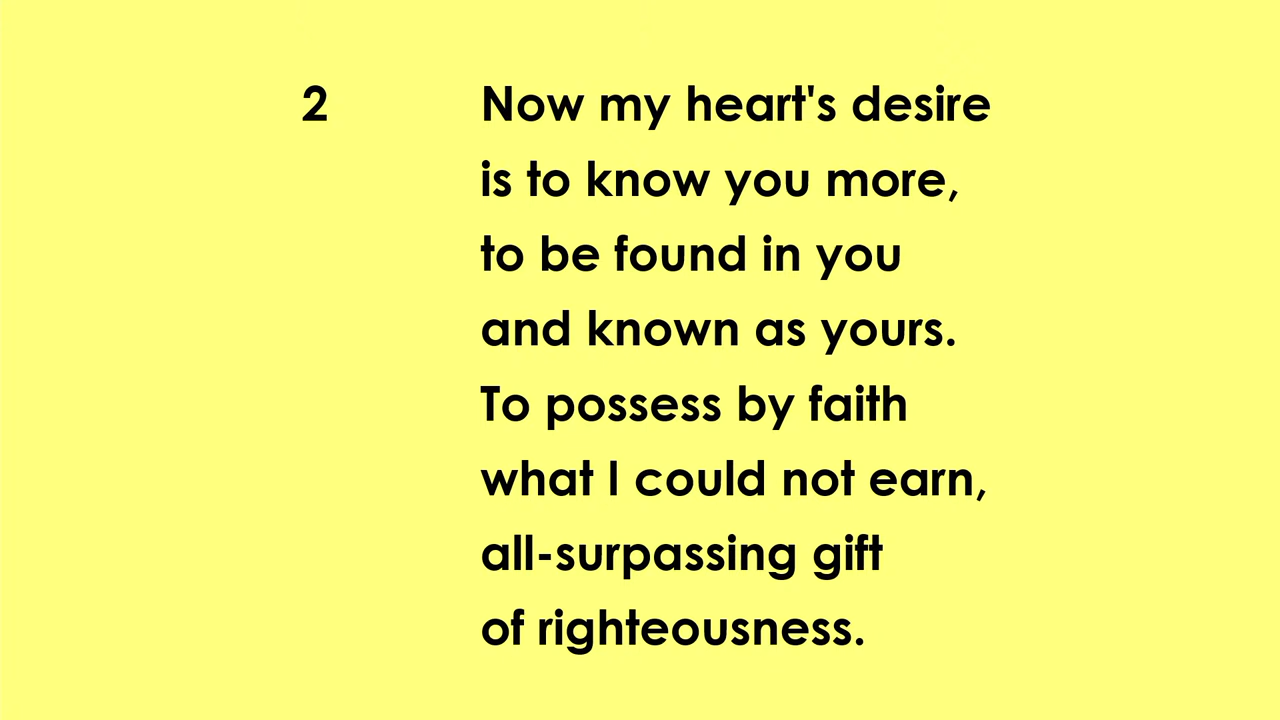 2 Now my heart's desire
is to know you more,
to be found in you
and known as yours.
To possess by faith
what I could not earn,
all-surpassing gift
of righteousness.